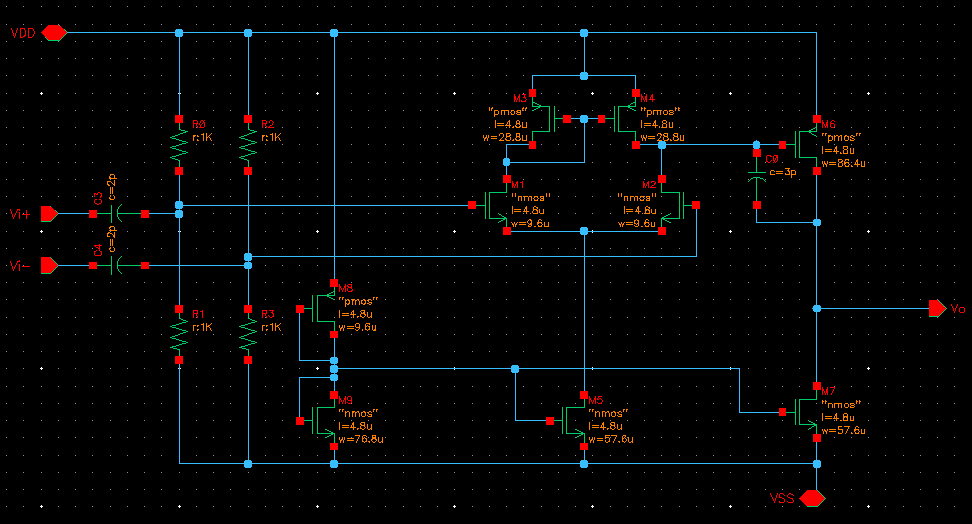 VDD
R0
r:1K
R2
r:1K
M3
"pmos"
l=4.8u
w=28.8u
M4
"pmos"
l=4.8u
w=28.8u
M6
"pmos"
l=4.8u
w=86.4u
C0
c=3p
M1
"nmos"
l=4.8u
w=9.6u
M2
"nmos"
l=4.8u
w=9.6u
C3
c=2p
Vi+
C4
c=2p
Vi-
R1
r:1K
R3
r:1K
M8
"pmos"
l=4.8u
w=9.6u
Vo
M9
"nmos"
l=4.8u
w=76.8u
M5
"nmos"
l=4.8u
w=57.6u
M7
"nmos"
l=4.8u
w=57.6u
VSS